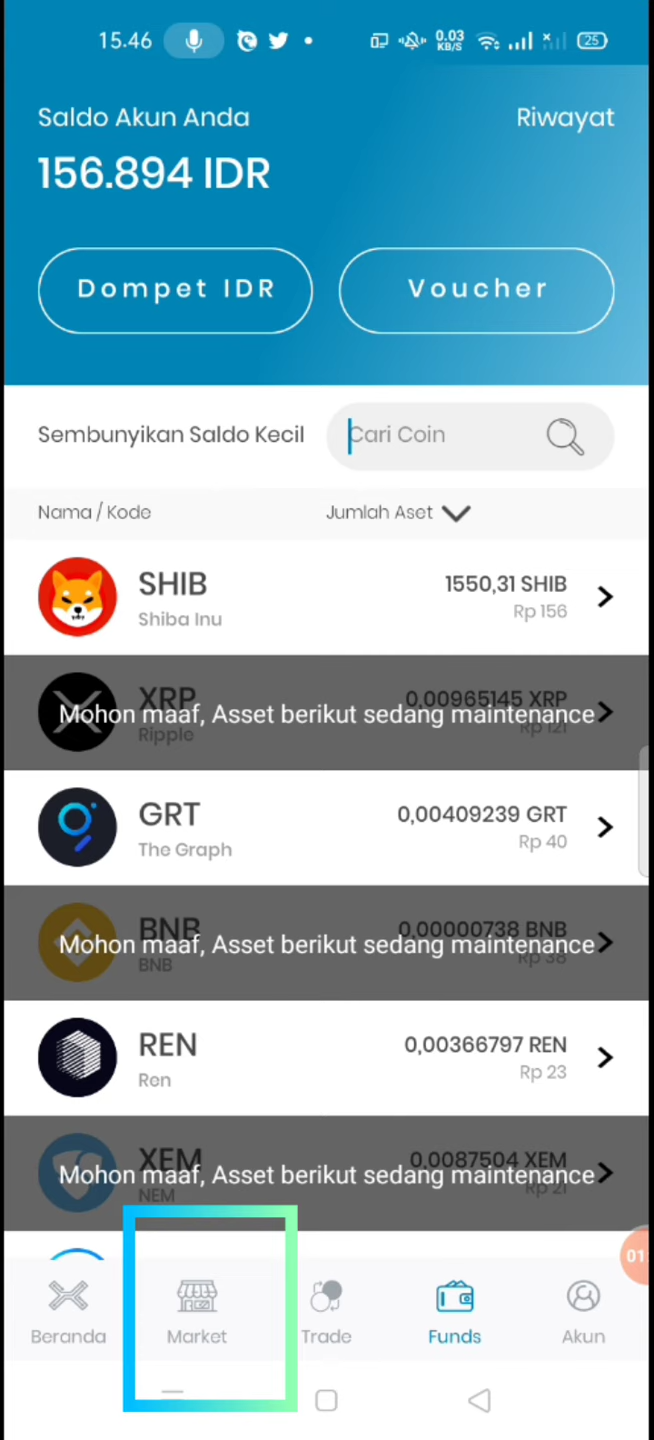 15.46
0.03
KB/S
25
Saldo Akun Anda
Riwayat
156.894 IDR
Dompet IDR
Voucher
Sembunyikan Saldo Kecil
Cari Coin
Nama / Kode
Jumlah Aset
SHIB
1550,31 SHIB
Shiba Inu
Rp 156
XRP
0,00965145 XRP
Mohon maaf, Asset berikut sedang maintenance
Ripple
Rp 121
GRT
0,00409239 GRT
The Graph
Rp 40
BNB
0,00000738 BNB
Mohon maaf, Asset berikut sedang maintenance
BNB
Rp 38
REN
0,00366797 REN
Ren
Rp 23
XEM
0,0087504 XEM
Mohon maaf, Asset berikut sedang maintenance
NEM
Rp 21
01
Beranda
Market
Trade
Funds
Akun